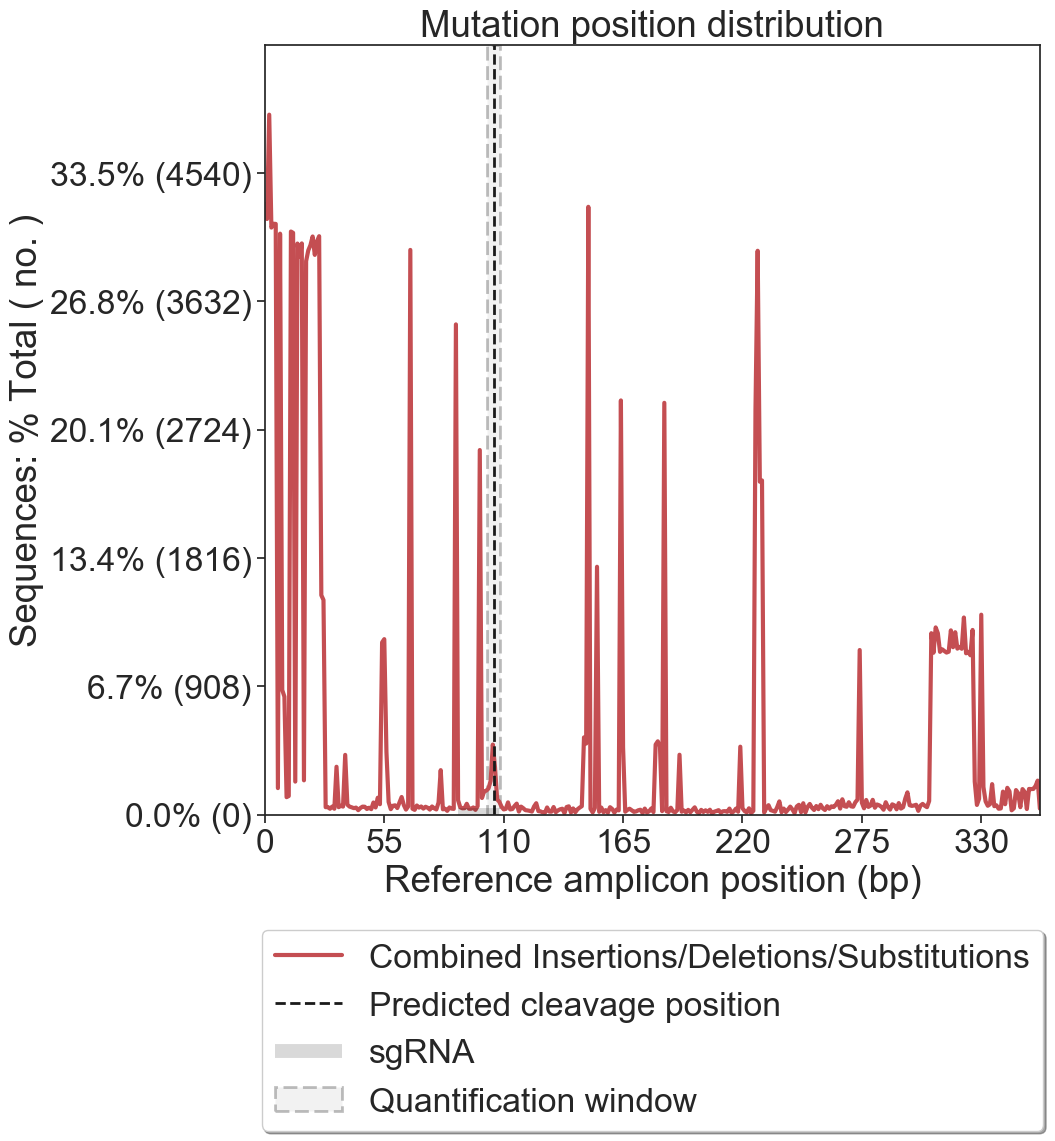 Mutation position distribution
Sequences: % Total ( no. )
33.5% (4540)
26.8% (3632)
20.1% (2724)
13.4% (1816)
6.7% (908)
0.0% (0)
0 55 110 165 220 275 330
Reference amplicon position (bp)
Combined Insertions/Deletions/Substitutions
Predicted cleavage position
sgRNA
Quantification window